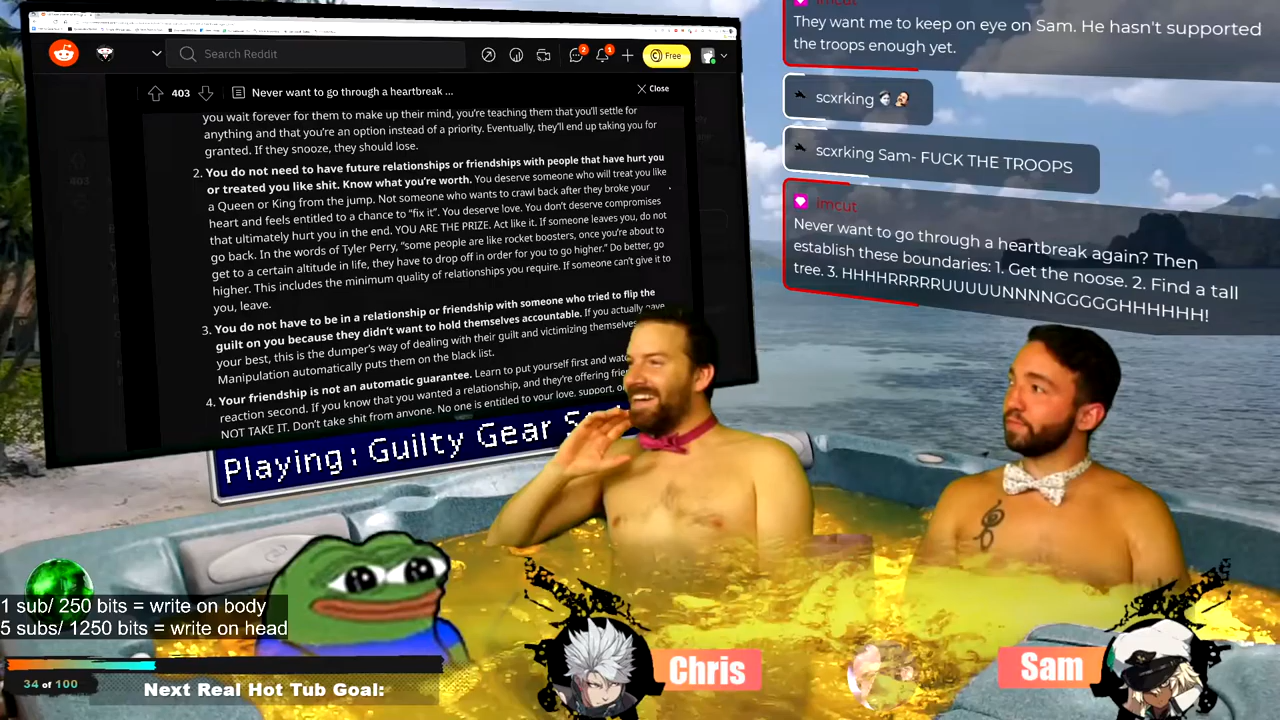 Search Reddit
2
1
Free
403
Never want to go through a heartbreak ...
Close
you wait forever for them to make up their mind, you're teaching them that you'll settle for
anything and that you're an option instead of a priority. Eventually, they'll end up taking you for
granted. If they snooze, they should lose.
2. You do not need to have future relationships or friendships with people that have hurt you
or treated you like shit. Know what you're worth. You deserve someone who will treat you like
a Queen or King from the jump. Not someone who wants to crawl back after they broke your
heart and feels entitled to a chance to "fix it". You deserve love. You don't deserve compromises
that ultimately hurt you in the end. YOU ARE THE PRIZE. Act like it. If someone leaves you, do not
go back. In the words of Tyler Perry, "some people are like rocket boosters, once you're about to
get to a certain altitude in life, they have to drop off in order for you to go higher." Do better, go
higher. This includes the minimum quality of relationships you require. If someone can't give it to
you, leave.
3. You do not have to be in a relationship or friendship with someone who tried to flip the
guilt on you because they didn't want to hold themselves accountable. If you actually gave
your best, this is the dumper's way of dealing with their guilt and victimizing themselves.
Manipulation automatically puts them on the black list.
4. Your friendship is not an automatic guarantee. Learn to put yourself first and
reaction second. If you know that you wanted a relationship, and they're offering
NOT TAKE IT. Don't take shit from anyone. No one is entitled to your love, support,
Playing: Guilty Gear
lmcut
They want me to keep on eye on Sam. He hasn't supported
the troops enough yet.
scxrking
scxrking Sam- FUCK THE TROOPS
lmcut
Never want to go through a heartbreak again? Then
establish these boundaries: 1. Get the noose. 2. Find a tall
tree. 3. HHHHRRRRRUUUUUNNNNGGGGGHHHHHH!
1 sub/ 250 bits = write on body
5 subs/ 1250 bits = write on head
34 of 100
Next Real Hot Tub Goal:
Chris
Sam